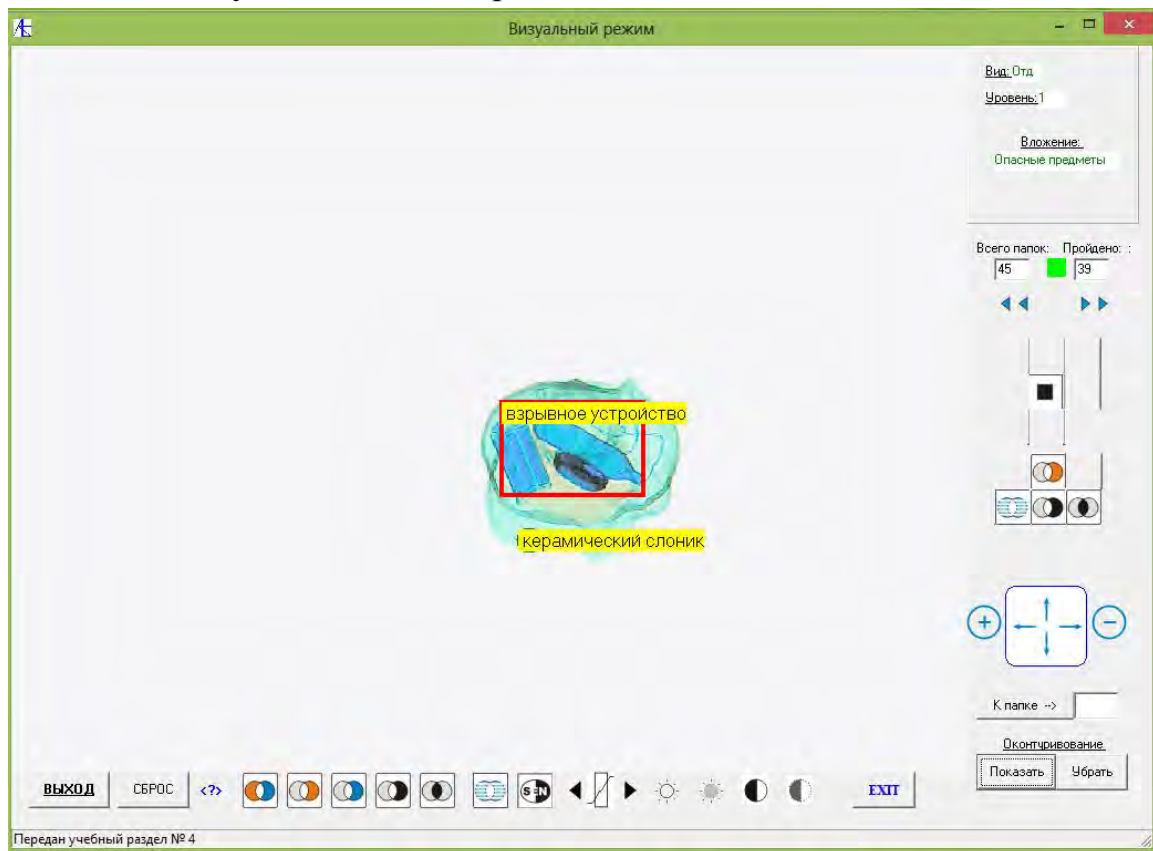 Визуальный режим
Вид: Отд
Уровень: 1
Вложение:
Опасные предметы
Всего папок: Пройдено: :
45 39
взрывное устройство
керамический слоник
К папке -->
Оконтуривание
Показать Убрать
ВЫХОД СБРОС <?> SEN EXIT
Передан учебный раздел № 4